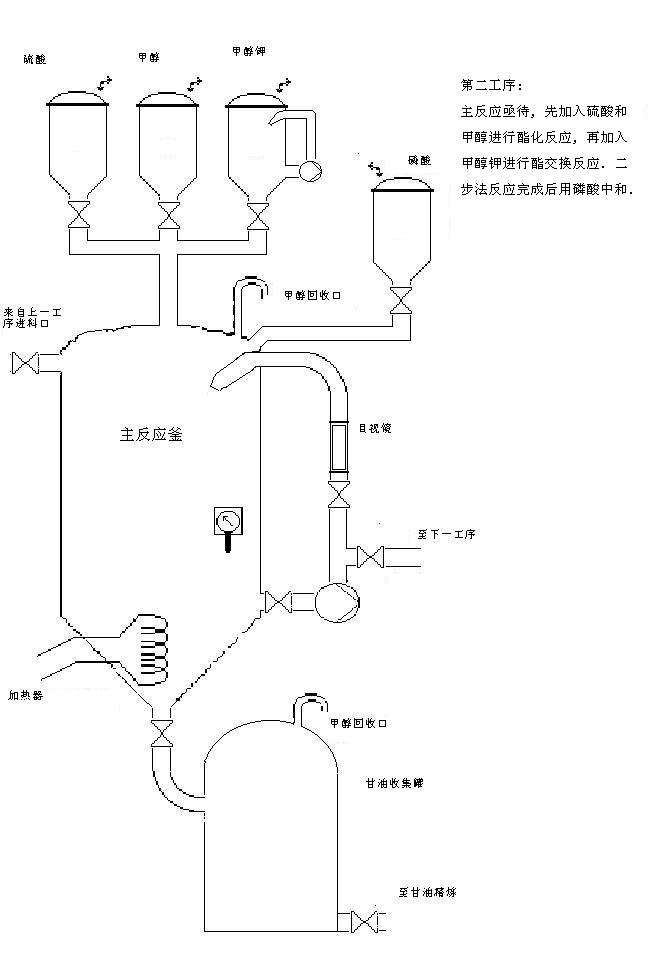 硫酸
甲醇
甲醇钾
第二工序:
主反应亟待, 先加入硫酸和
甲醇进行酯化反应, 再加入
甲醇钾进行酯交换反应. 二
步法反应完成后用磷酸中和.
磷酸
甲醇回收口
来自上一工
序进料口
主反应釜
目视镜
至下一工序
加热器
甲醇回收口
甘油收集罐
至甘油精炼